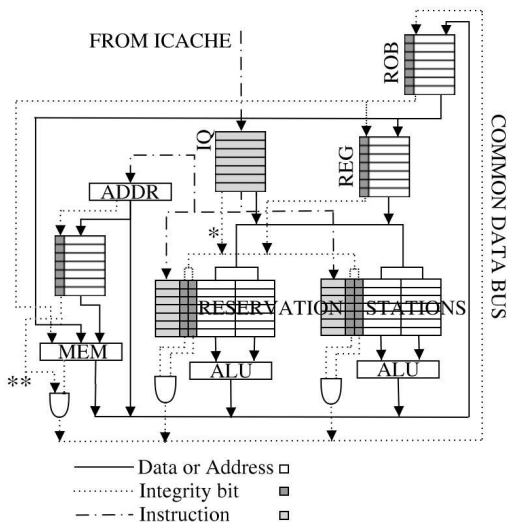 FROM ICACHE
ROB
COMMON DATA BUS
IQ
REG
ADDR
*
RESERVATION STATIONS
MEM
ALU
ALU
**
Data or Address
Integrity bit
Instruction